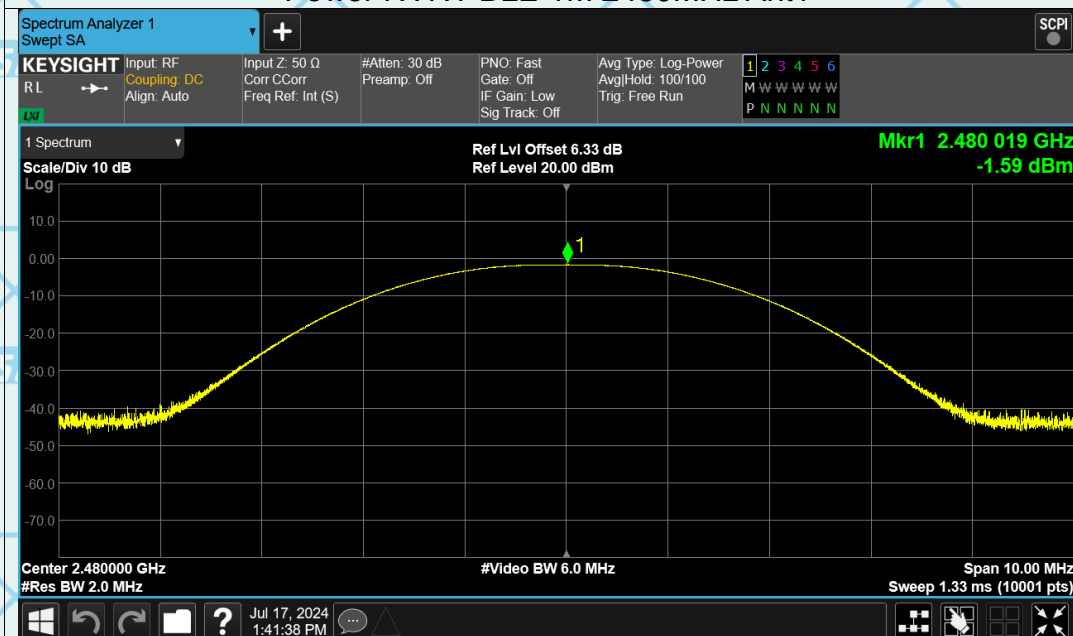 Spectrum Analyzer 1
Swept SA
+
SCPI
KEYSIGHT
RL
LXI
Input: RF
Coupling: DC
Align: Auto
Input Z: 50 Ω
Corr CCorr
Freq Ref: Int (S)
#Atten: 30 dB
Preamp: Off
PNO: Fast
Gate: Off
IF Gain: Low
Sig Track: Off
Avg Type: Log-Power
Avg|Hold: 100/100
Trig: Free Run
1 2 3 4 5 6
M W W W W W
P N N N N N
1 Spectrum
Scale/Div 10 dB
Ref Lvl Offset 6.33 dB
Ref Level 20.00 dBm
Mkr1 2.480 019 GHz
-1.59 dBm
Log
10.0
0.00
-10.0
-20.0
-30.0
-40.0
-50.0
-60.0
-70.0
1
Center 2.480000 GHz
#Res BW 2.0 MHz
#Video BW 6.0 MHz
Span 10.00 MHz
Sweep 1.33 ms (10001 pts)
?
Jul 17, 2024
1:41:38 PM